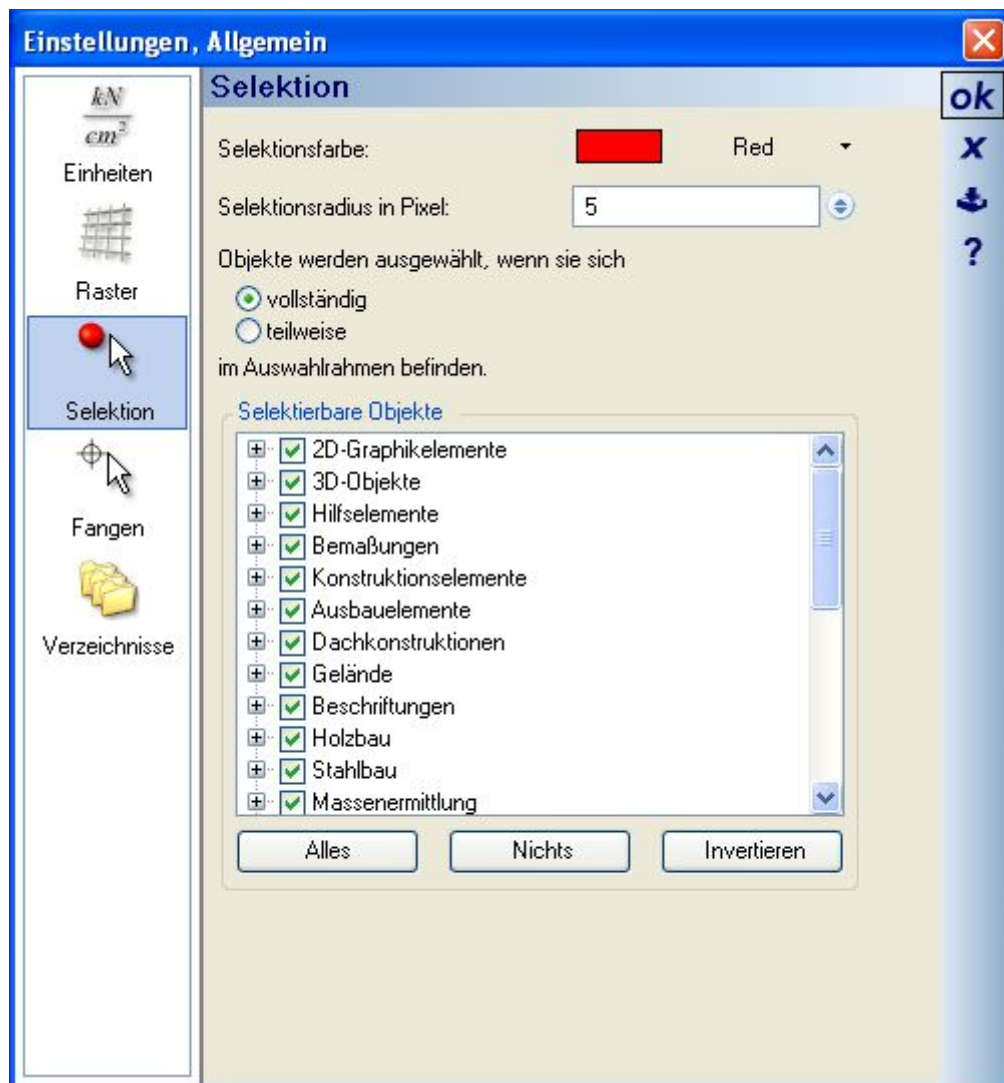 Einstellungen, Allgemein
kN
cm²
Einheiten
Raster
Selektion
Fangen
Verzeichnisse
Selektion
Selektionsfarbe: Red
Selektionsradius in Pixel: 5
Objekte werden ausgewählt, wenn sie sich
vollständig
teilweise
im Auswahlrahmen befinden.
Selektierbare Objekte
2D-Graphikelemente
3D-Objekte
Hilfselemente
Bemaßungen
Konstruktionselemente
Ausbauelemente
Dachkonstruktionen
Gelände
Beschriftungen
Holzbau
Stahlbau
Massenermittlung
Alles Nichts Invertieren
ok
x
?